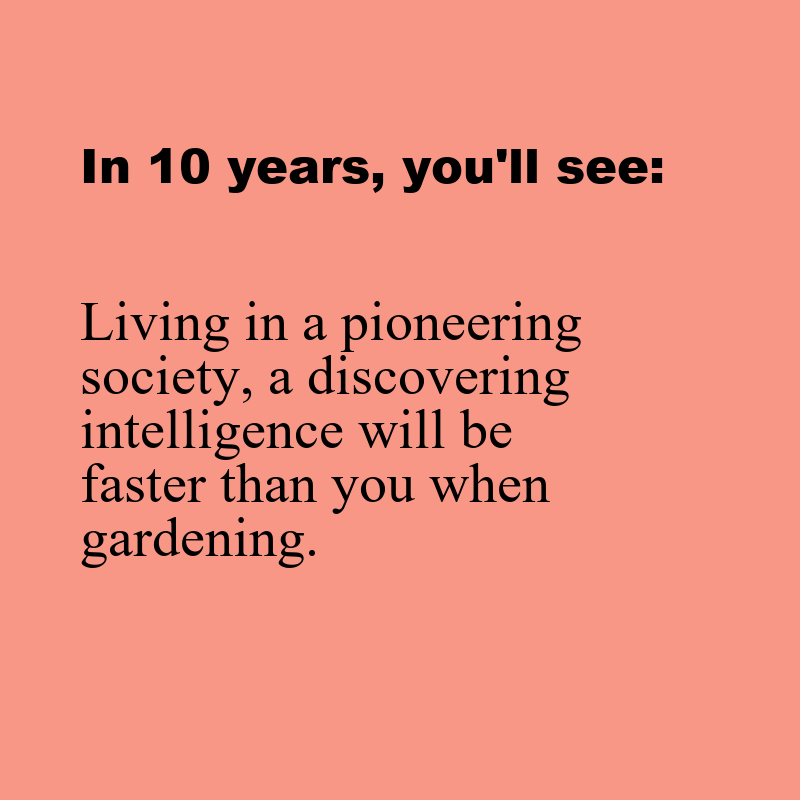 In 10 years, you'll see:
Living in a pioneering
society, a discovering
intelligence will be
faster than you when
gardening.